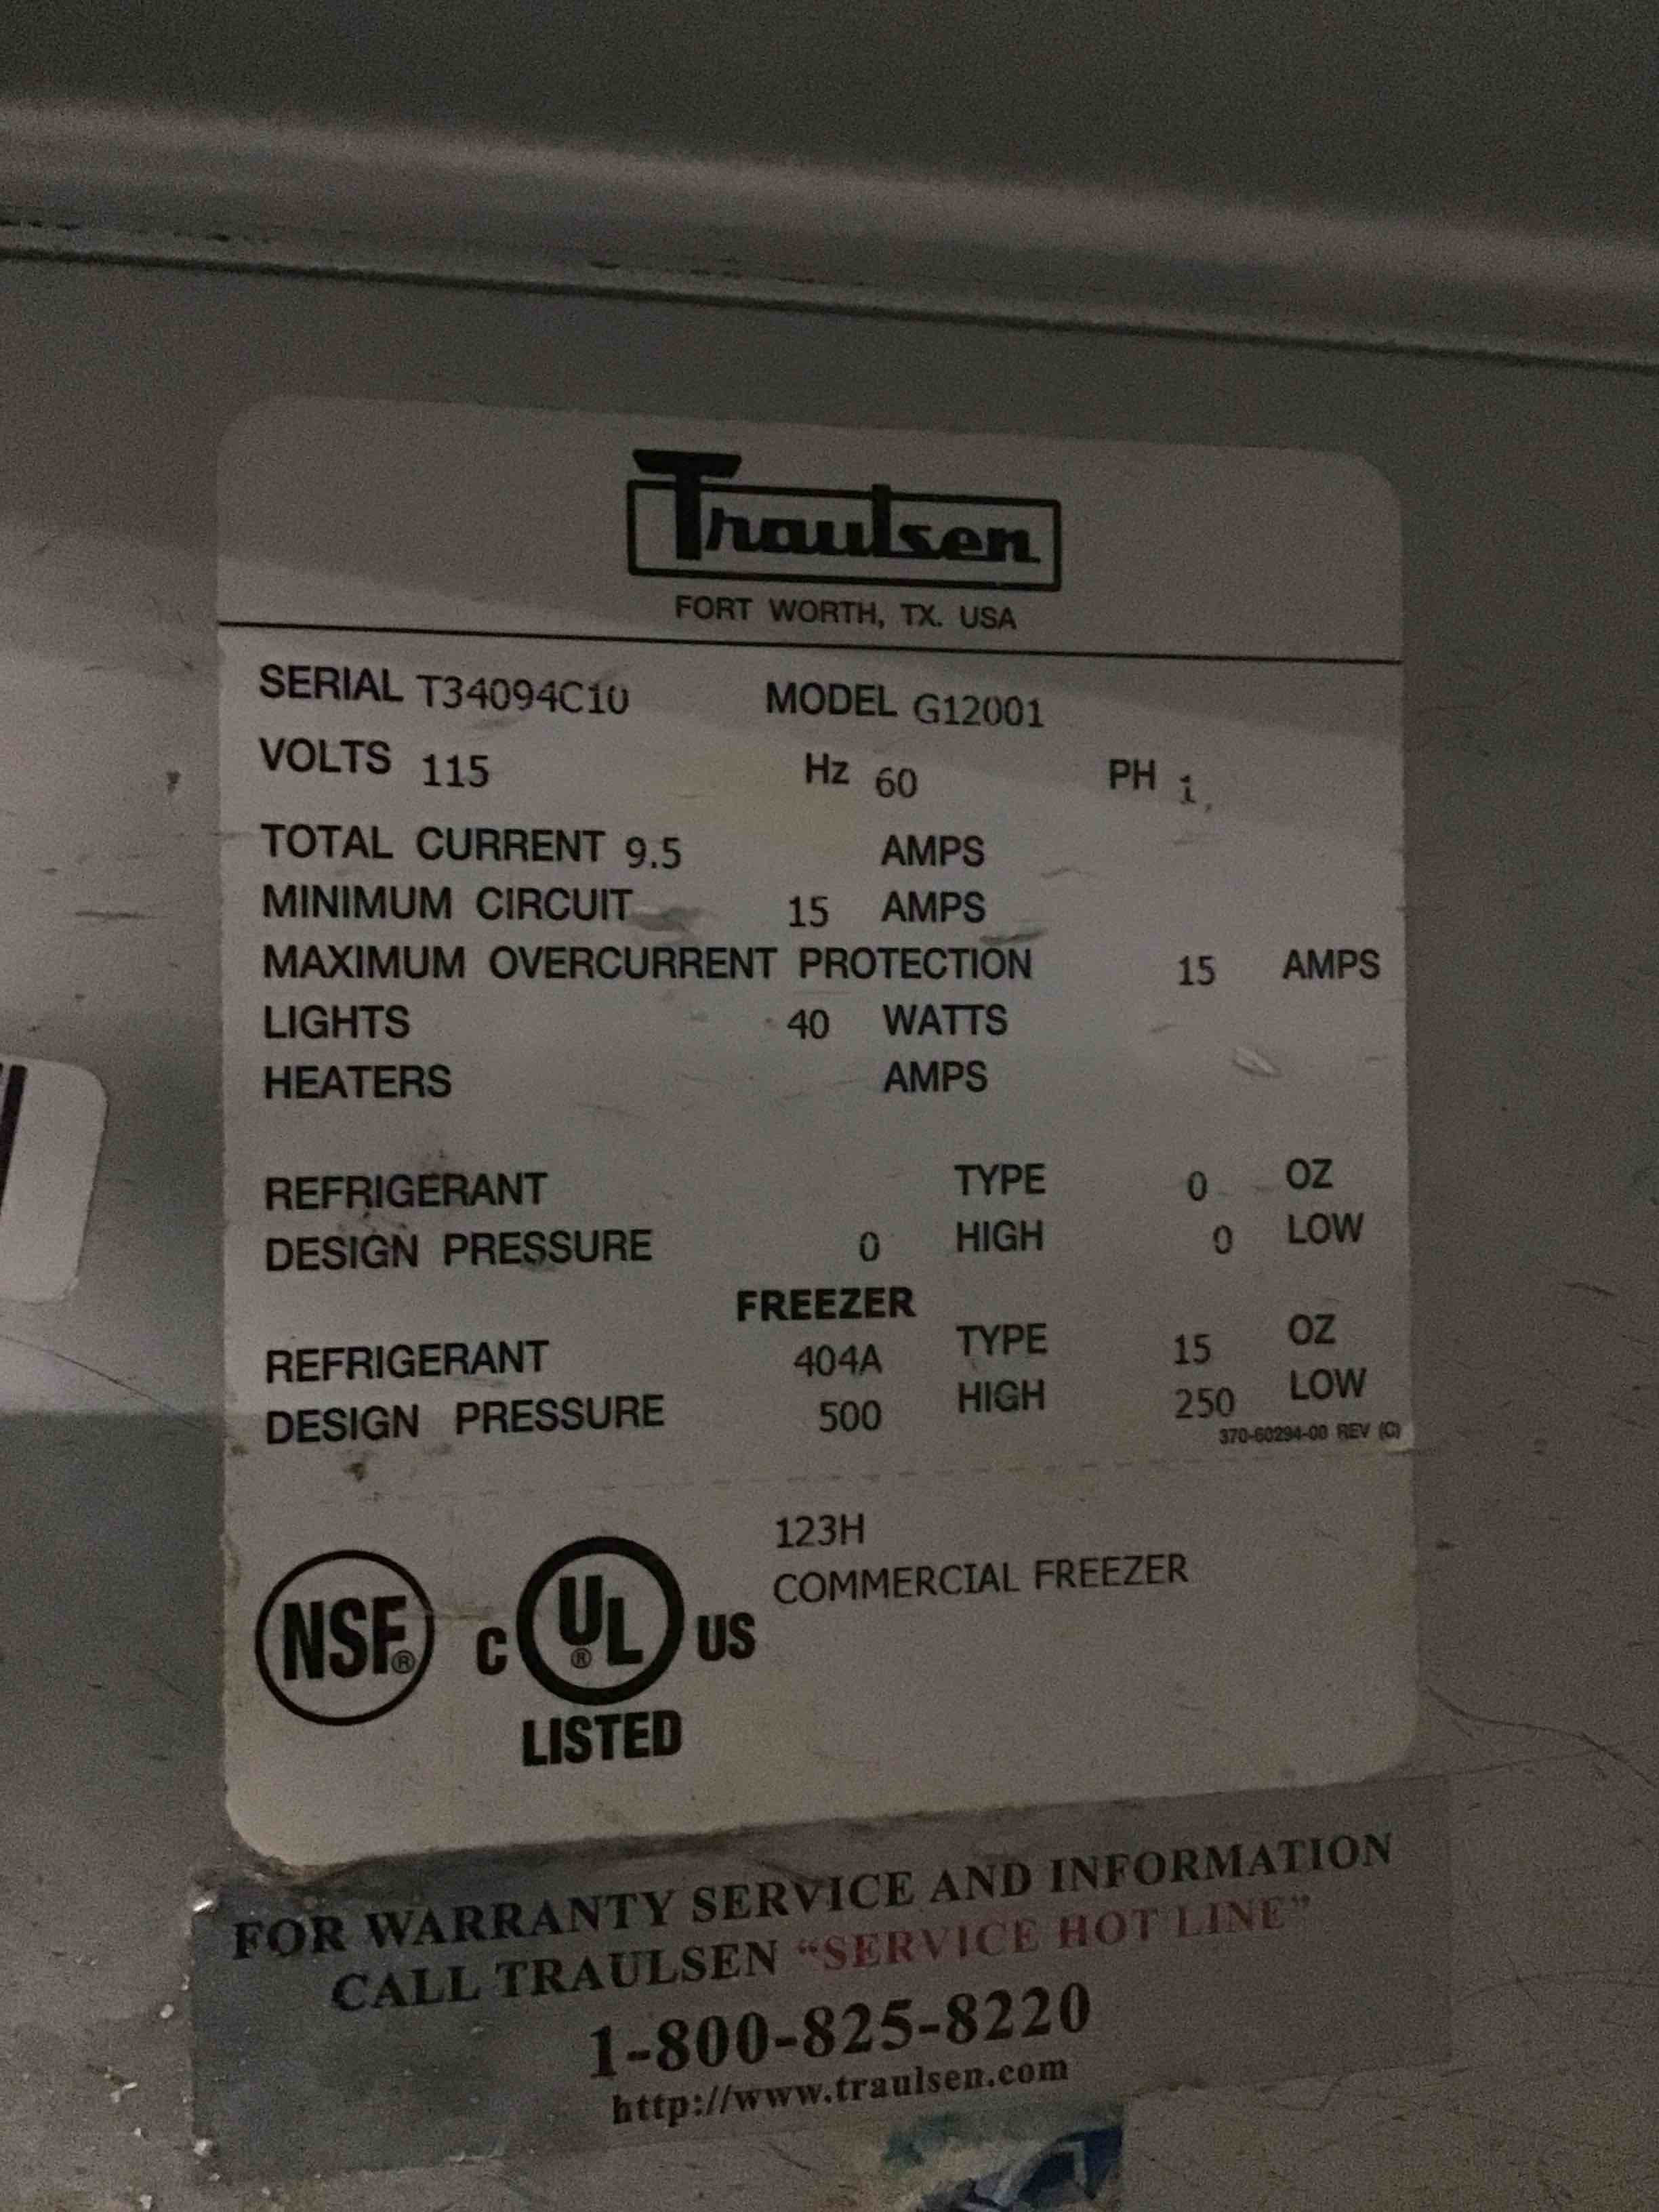 Traulsen
FORT WORTH, TX. USA
SERIAL T34094C10 MODEL G12001
VOLTS 115 Hz 60 PH 1
TOTAL CURRENT 9.5 AMPS
MINIMUM CIRCUIT 15 AMPS
MAXIMUM OVERCURRENT PROTECTION 15 AMPS
LIGHTS 40 WATTS
HEATERS AMPS
REFRIGERANT TYPE 0 OZ
DESIGN PRESSURE 0 HIGH 0 LOW
FREEZER
REFRIGERANT 404A TYPE 15 OZ
DESIGN PRESSURE 500 HIGH 250 LOW
370-60294-00 REV (C)
123H
COMMERCIAL FREEZER
NSF®
C UL® US
LISTED
FOR WARRANTY SERVICE AND INFORMATION
CALL TRAULSEN "SERVICE HOT LINE"
1-800-825-8220
http://www.traulsen.com